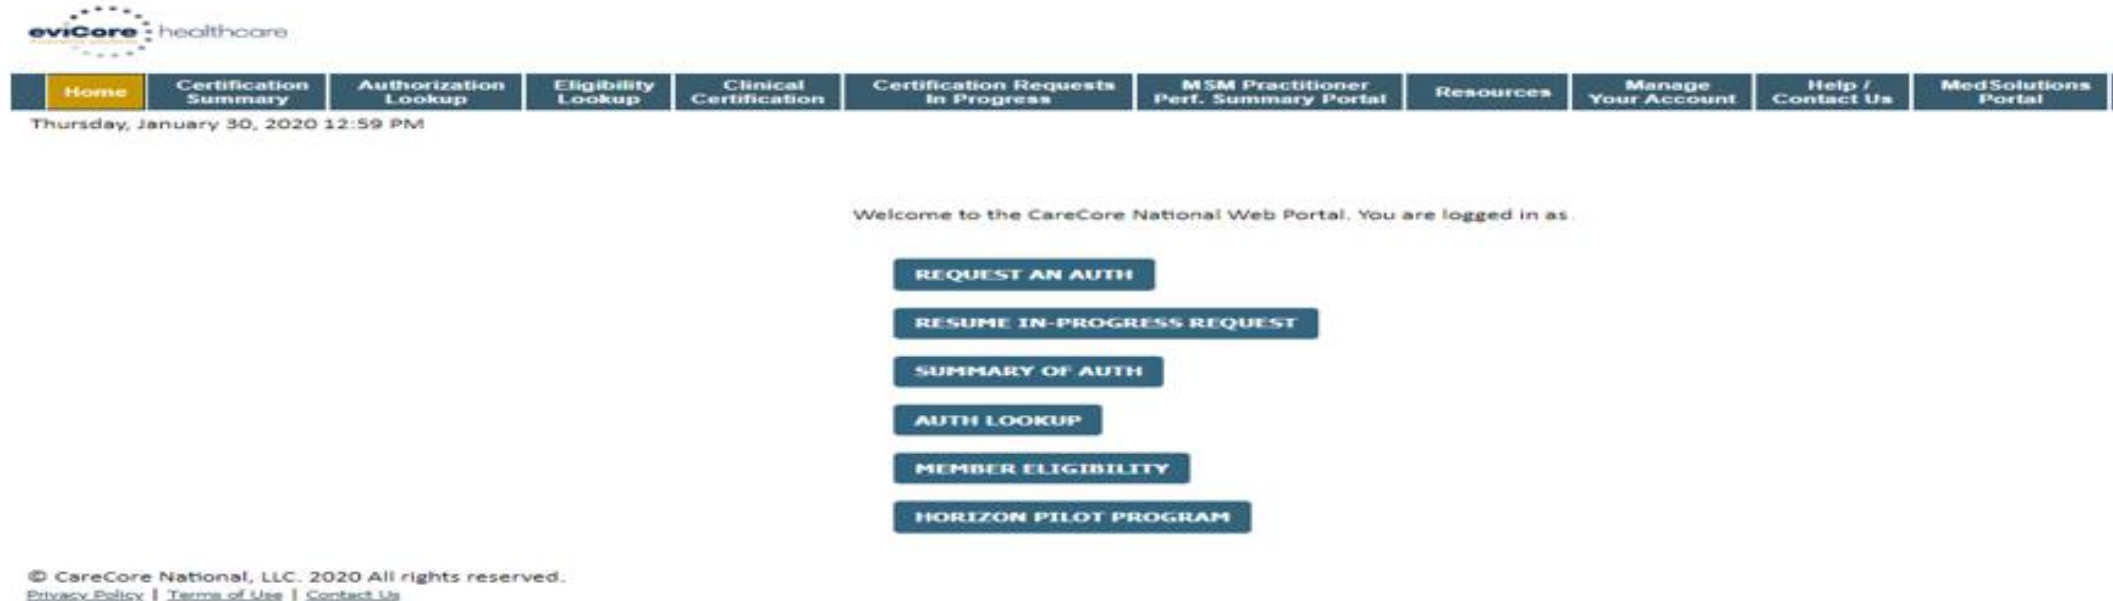 eviCore healthcare
Home Certification Summary Authorization Lookup Eligibility Lookup Clinical Certification Certification Requests In Progress MSM Practitioner Perf. Summary Portal Resources Manage Your Account Help / Contact Us MedSolutions Portal
Thursday, January 30, 2020 12:59 PM
Welcome to the CareCore National Web Portal. You are logged in as
REQUEST AN AUTH
RESUME IN-PROGRESS REQUEST
SUMMARY OF AUTH
AUTH LOOKUP
MEMBER ELIGIBILITY
HORIZON PILOT PROGRAM
© CareCore National, LLC. 2020 All rights reserved.
Privacy Policy | Terms of Use | Contact Us